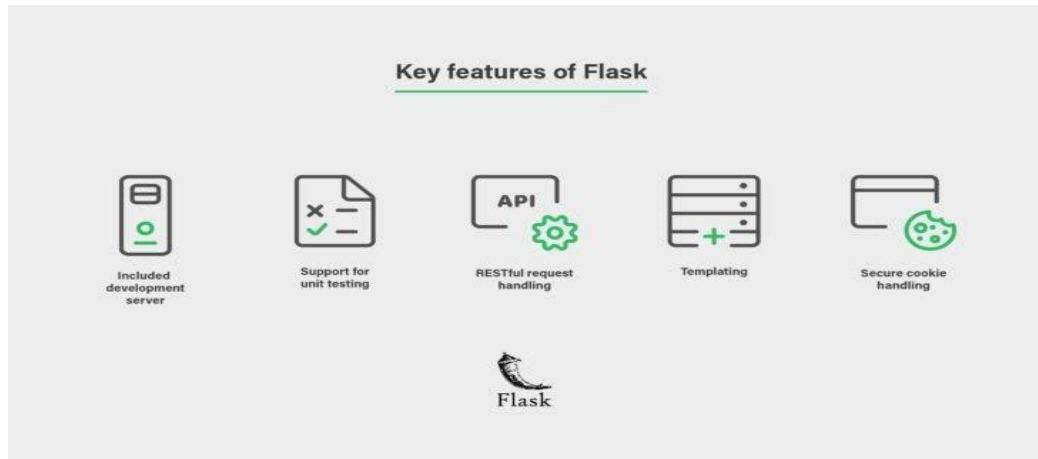 Key features of Flask
API
Included
development
server
Support for
unit testing
RESTful request
handling
Templating
Secure cookie
handling
Flask